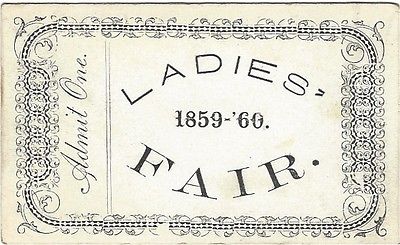 Admit One.
LADIES'
1859-'60.
FAIR.